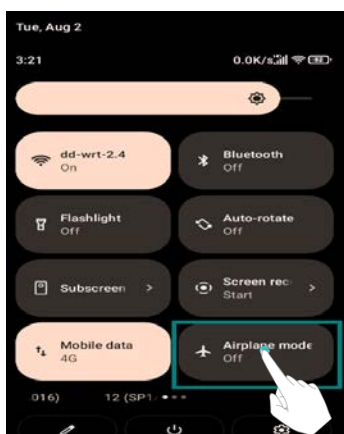 Tue, Aug 2
3:21 0.0K/s 82
dd-wrt-2.4
On
Bluetooth
Off
Flashlight
Off
Auto-rotate
Off
Subscreen >
Screen rec >
Start
Mobile data
4G
Airplane mode
Off
016) 12 (SP1.